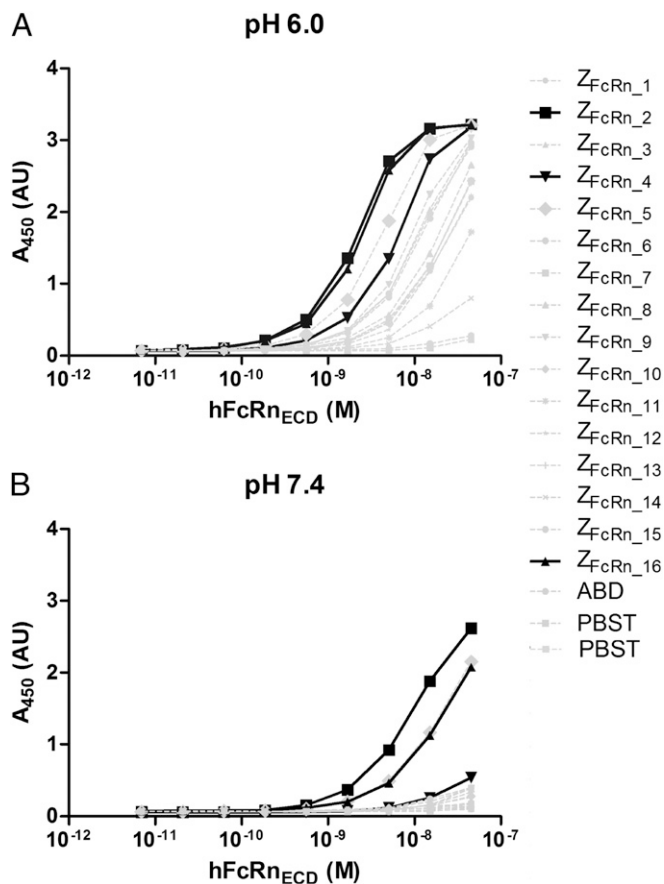 A
pH 6.0
4
3
2
1
0
A450 (AU)
10-12
10-11
10-10
10-9
10-8
10-7
hFcRnECD (M)
B
pH 7.4
4
3
2
1
0
A450 (AU)
10-12
10-11
10-10
10-9
10-8
10-7
hFcRnECD (M)
ZFcRn_1
ZFcRn_2
ZFcRn_3
ZFcRn_4
ZFcRn_5
ZFcRn_6
ZFcRn_7
ZFcRn_8
ZFcRn_9
ZFcRn_10
ZFcRn_11
ZFcRn_12
ZFcRn_13
ZFcRn_14
ZFcRn_15
ZFcRn_16
ABD
PBST
PBST